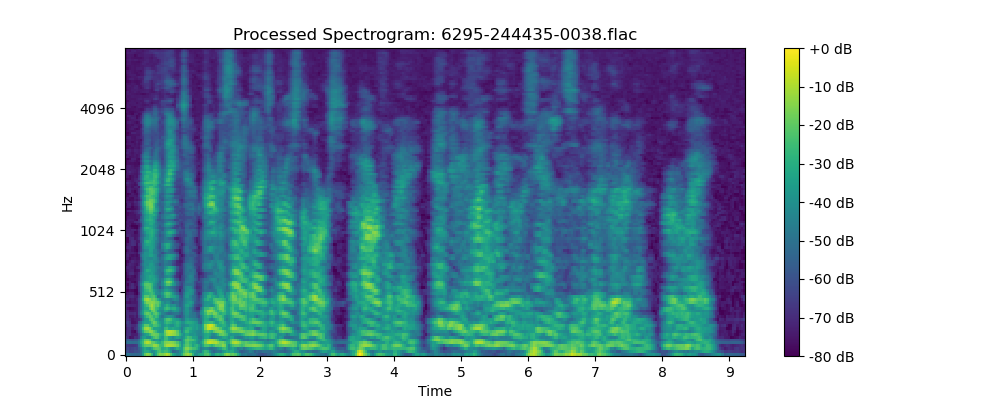 Processed Spectrogram: 6295-244435-0038.flac
Hz
4096
2048
1024
512
0
0 1 2 3 4 5 6 7 8 9
Time
+0 dB
-10 dB
-20 dB
-30 dB
-40 dB
-50 dB
-60 dB
-70 dB
-80 dB